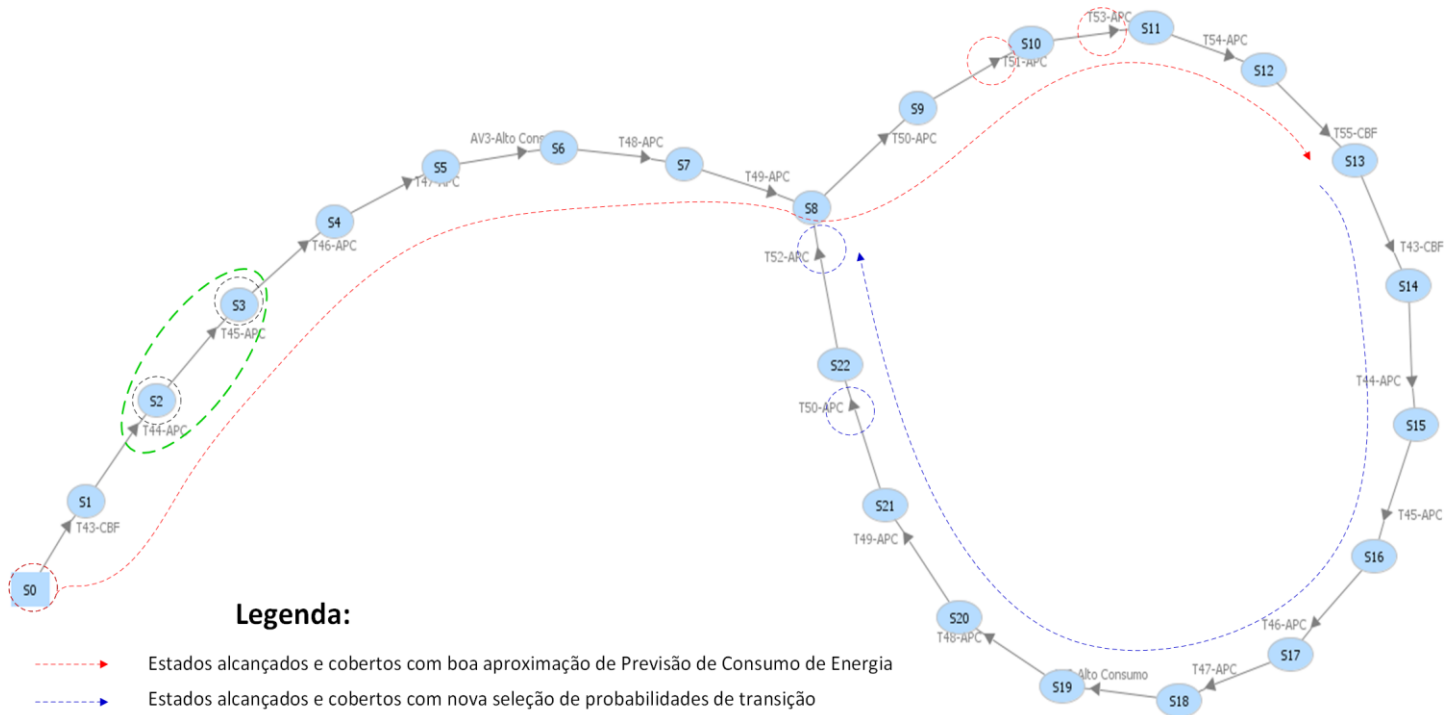 T53-APC
S11
S10
T54-APC
T51-APC
S12
S9
T50-APC
T55-CBF
AV3-Alto Cons
S6
T48-APC
S13
S5
S7
T47-APC
T49-APC
S8
S4
T46-APC
T43-CBF
T52-APC
S14
S3
T45-APC
S22
T44-APC
S2
T50-APC
T44-APC
S15
S1
S21
T45-APC
T43-CBF
T49-APC
S16
S0
Legenda:
S20
T46-APC
T48-APC
S17
Estados alcançados e cobertos com boa aproximação de Previsão de Consumo de Energia
Alto Consumo
T47-APC
S19
S18
Estados alcançados e cobertos com nova seleção de probabilidades de transição